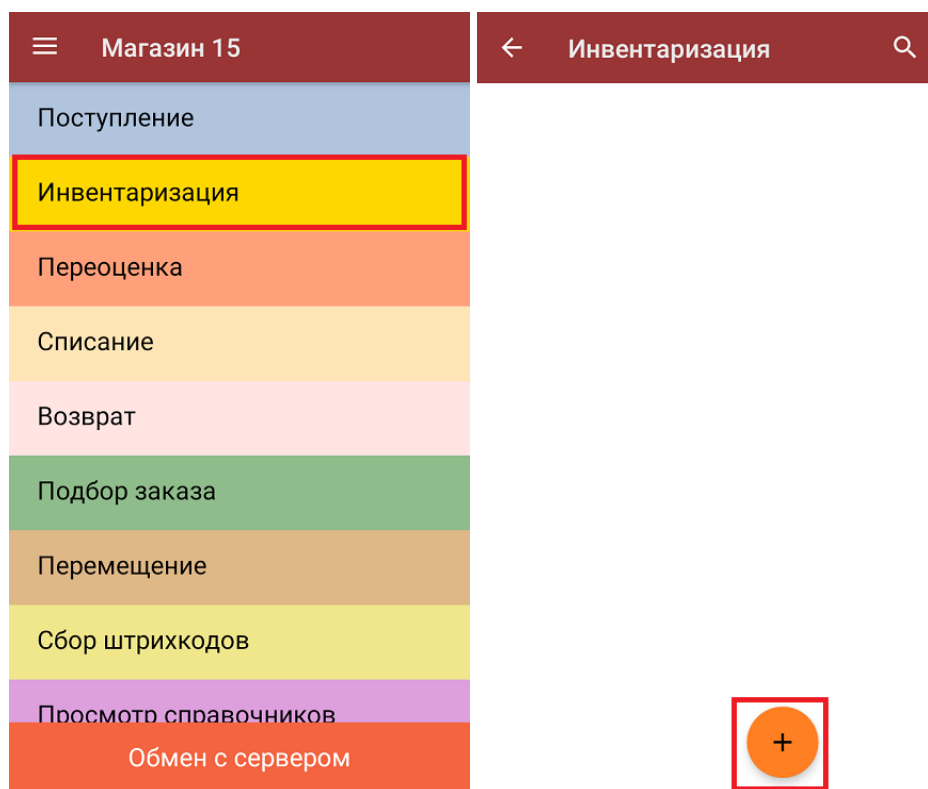 Магазин 15
Поступление
Инвентаризация
Переоценка
Списание
Возврат
Подбор заказа
Перемещение
Сбор штрихкодов
Просмотр справочников
Обмен с сервером
Инвентаризация
+